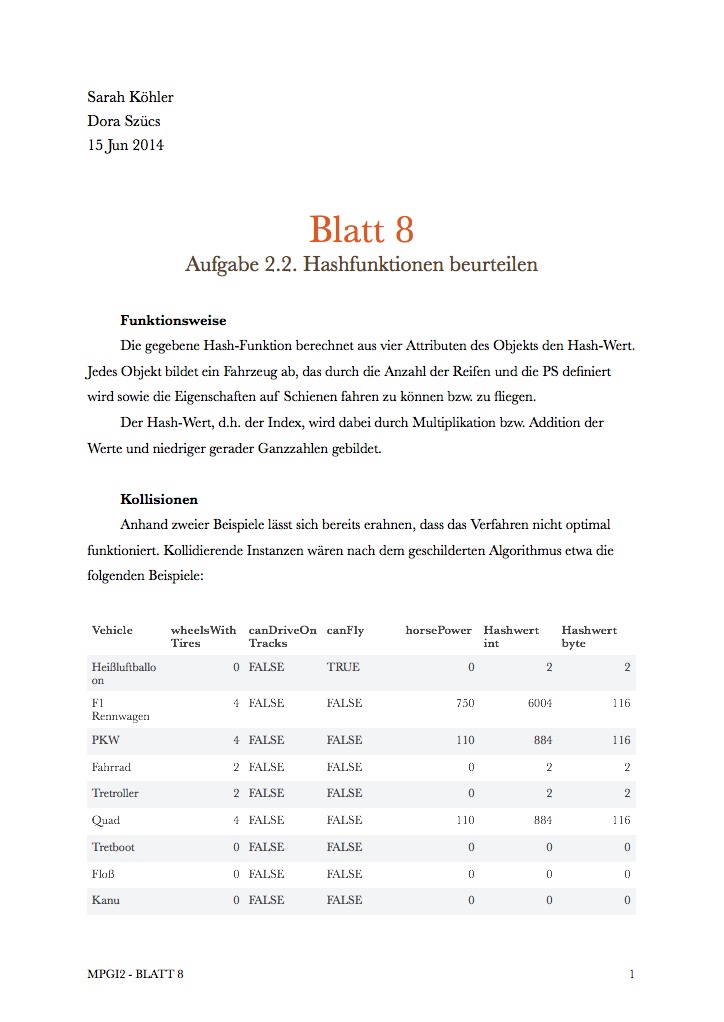 Sarah Köhler
Dora Szücs
15 Jun 2014
Blatt 8
Aufgabe 2.2. Hashfunktionen beurteilen
Funktionsweise
Die gegebene Hash-Funktion berechnet aus vier Attributen des Objekts den Hash-Wert.
Jedes Objekt bildet ein Fahrzeug ab, das durch die Anzahl der Reifen und die PS definiert
wird sowie die Eigenschaften auf Schienen fahren zu können bzw. zu fliegen.
Der Hash-Wert, d.h. der Index, wird dabei durch Multiplikation bzw. Addition der
Werte und niedriger gerader Ganzzahlen gebildet.
Kollisionen
Anhand zweier Beispiele lässt sich bereits erahnen, dass das Verfahren nicht optimal
funktioniert. Kollidierende Instanzen wären nach dem geschilderten Algorithmus etwa die
folgenden Beispiele:
Vehicle wheelsWith canDriveOn canFly horsePower Hashwert Hashwert
Tires Tracks int byte
Heißluftballo 0 FALSE TRUE 0 2 2
on
F1 4 FALSE FALSE 750 6004 116
Rennwagen
PKW 4 FALSE FALSE 110 884 116
Fahrrad 2 FALSE FALSE 0 2 2
Tretroller 2 FALSE FALSE 0 2 2
Quad 4 FALSE FALSE 110 884 116
Tretboot 0 FALSE FALSE 0 0 0
Floß 0 FALSE FALSE 0 0 0
Kanu 0 FALSE FALSE 0 0 0
MPGI2 - BLATT 8 1